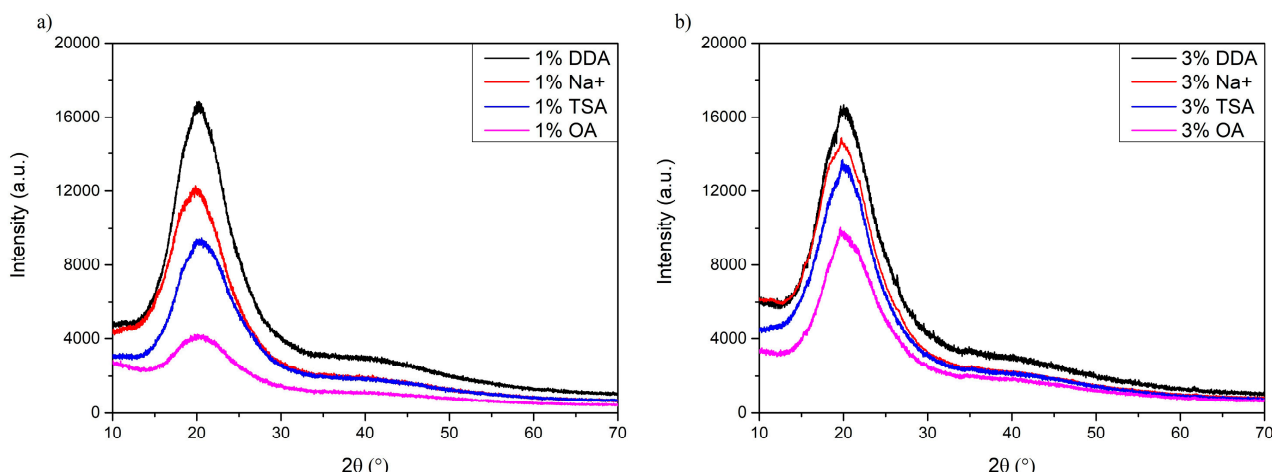 a)
20000
16000
12000
8000
4000
0
Intensity (a.u.)
10 20 30 40 50 60 70
2θ (°)
1% DDA
1% Na+
1% TSA
1% OA
b)
20000
16000
12000
8000
4000
0
Intensity (a.u.)
10 20 30 40 50 60 70
2θ (°)
3% DDA
3% Na+
3% TSA
3% OA